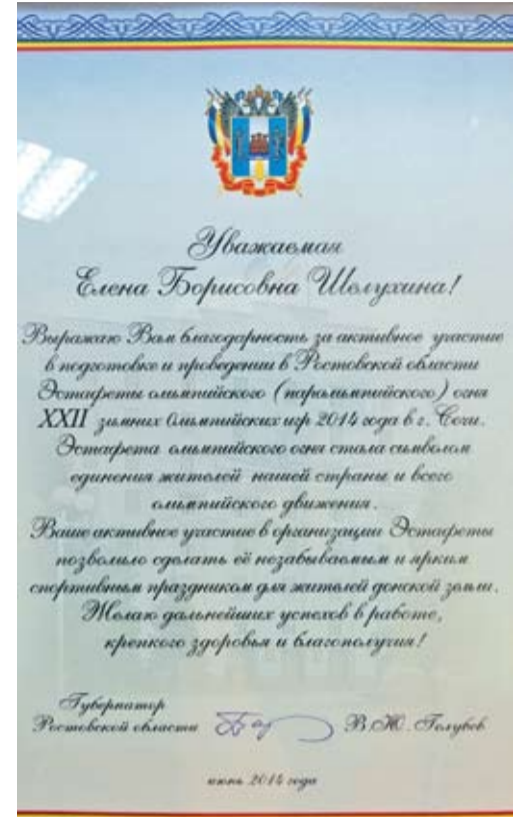 Уважаемая
Елена Борисовна Шелухина!
Выражаю Вам благодарность за активное участие
в подготовке и проведении в Ростовской области
Эстафеты олимпийского (паралимпийского) огня
XXII зимних Олимпийских игр 2014 года в г. Сочи.
Эстафета олимпийского огня стала символом
единения жителей нашей страны и всего
олимпийского движения.
Ваше активное участие в организации Эстафеты
позволило сделать её незабываемым и ярким
спортивным праздником для жителей донской земли.
Желаю дальнейших успехов в работе,
крепкого здоровья и благополучия!
Губернатор
Ростовской области В.Ю. Голубев
июнь 2014 года